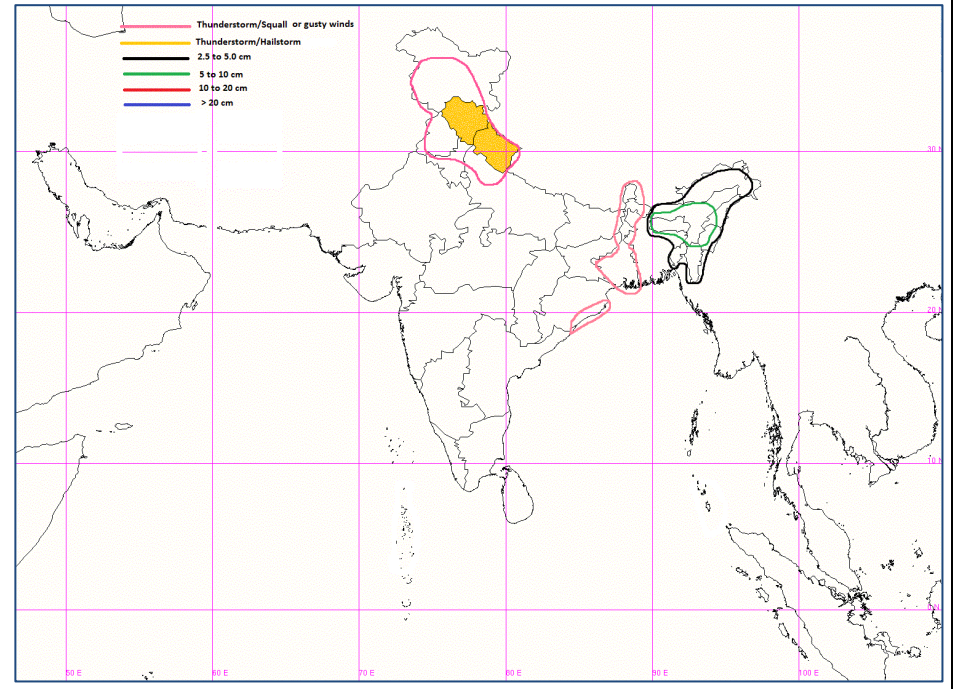 Thunderstorm/Squall or gusty winds
Thunderstorm/Hailstorm
2.5 to 5.0 cm
5 to 10 cm
10 to 20 cm
> 20 cm
30 N
20 N
10 N
50 E 60 E 70 E 80 E 90 E 100 E